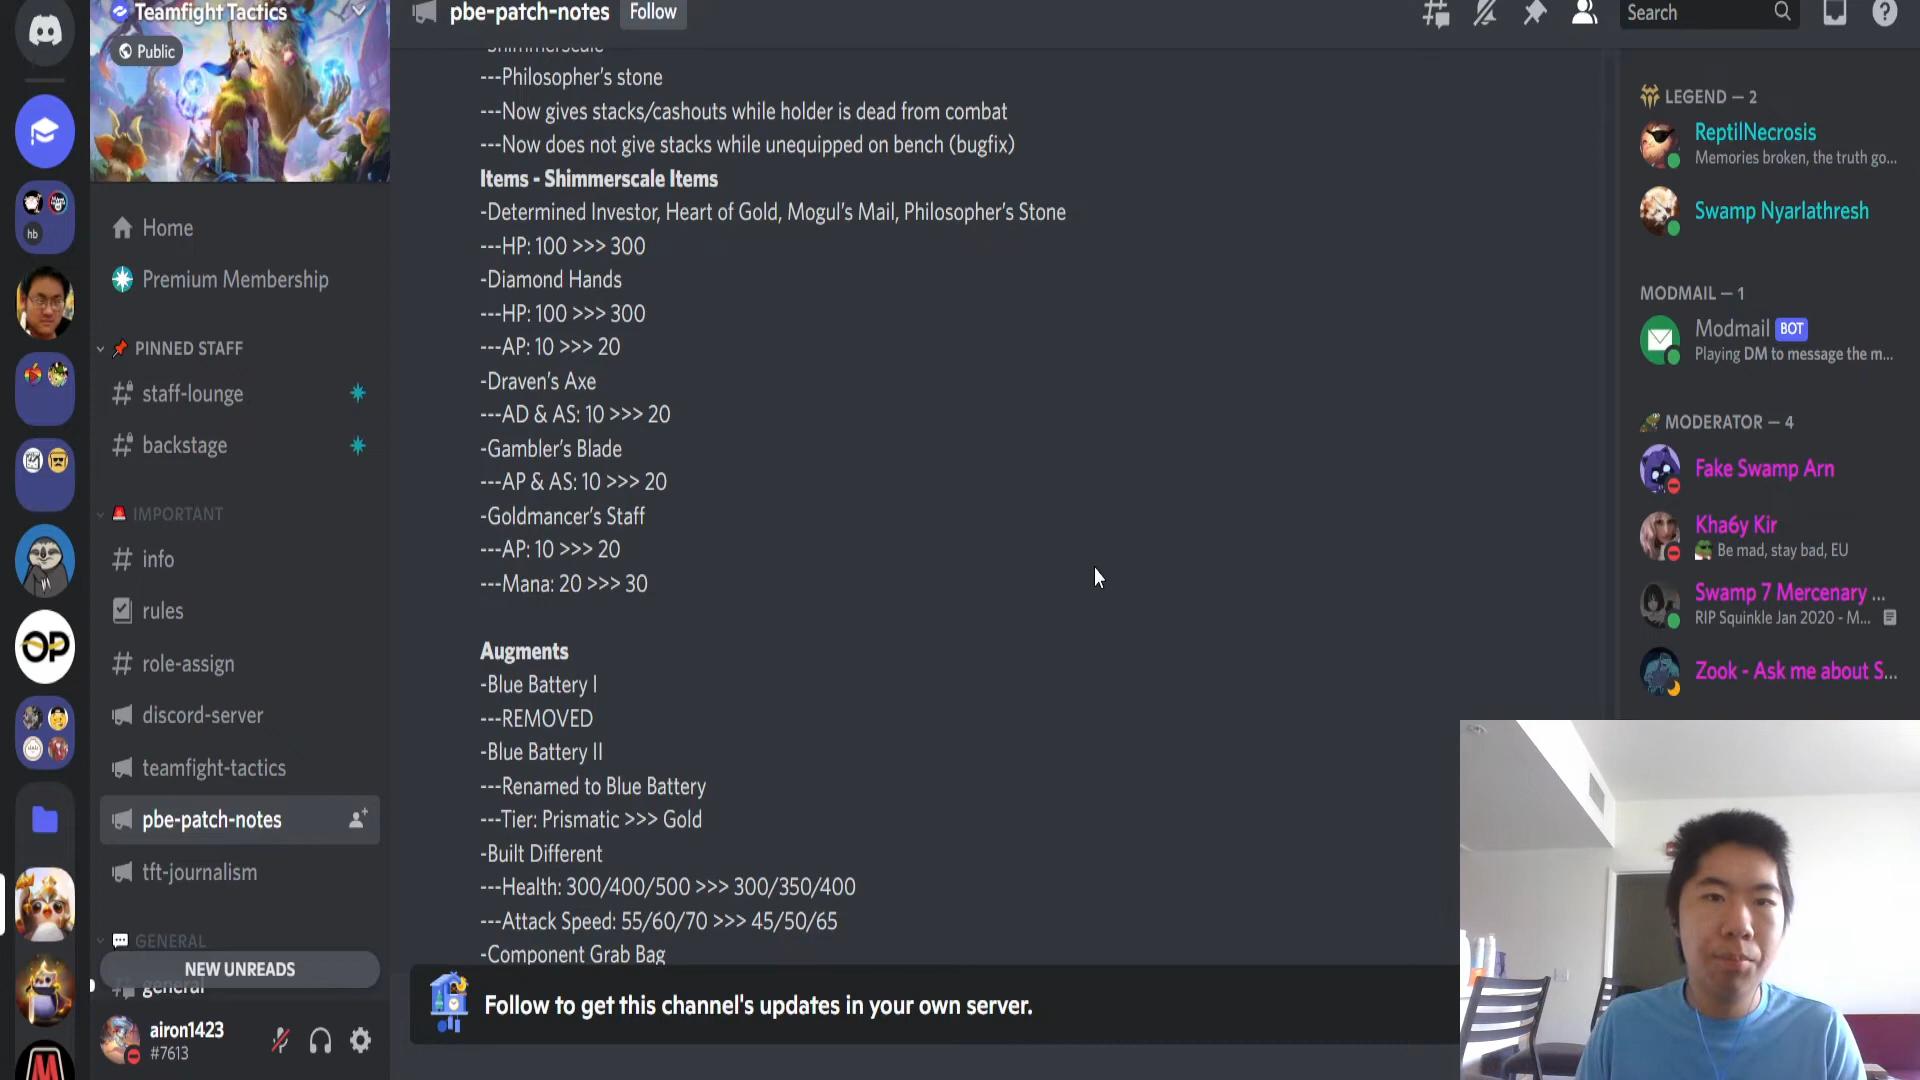 Teamfight Tactics
Public
Home
Premium Membership
PINNED STAFF
staff-lounge
backstage
IMPORTANT
info
rules
role-assign
discord-server
teamfight-tactics
pbe-patch-notes
tft-journalism
GENERAL
NEW UNREADS
general
airon1423
#7613
hb
OP
pbe-patch-notes
Follow
Search
-Shimmerscale
---Philosopher's stone
---Now gives stacks/cashouts while holder is dead from combat
---Now does not give stacks while unequipped on bench (bugfix)
Items - Shimmerscale Items
-Determined Investor, Heart of Gold, Mogul's Mail, Philosopher's Stone
---HP: 100 >>> 300
-Diamond Hands
---HP: 100 >>> 300
---AP: 10 >>> 20
-Draven's Axe
---AD & AS: 10 >>> 20
-Gambler's Blade
---AP & AS: 10 >>> 20
-Goldmancer's Staff
---AP: 10 >>> 20
---Mana: 20 >>> 30
Augments
-Blue Battery I
---REMOVED
-Blue Battery II
---Renamed to Blue Battery
---Tier: Prismatic >>> Gold
-Built Different
---Health: 300/400/500 >>> 300/350/400
---Attack Speed: 55/60/70 >>> 45/50/65
-Component Grab Bag
Follow to get this channel's updates in your own server.
LEGEND — 2
ReptilNecrosis
Memories broken, the truth go...
Swamp Nyarlathresh
MODMAIL — 1
Modmail BOT
Playing DM to message the m...
MODERATOR — 4
Fake Swamp Arn
Kha6y Kir
Be mad, stay bad, EU
Swamp 7 Mercenary ...
RIP Squinkle Jan 2020 - M...
Zook - Ask me about S...